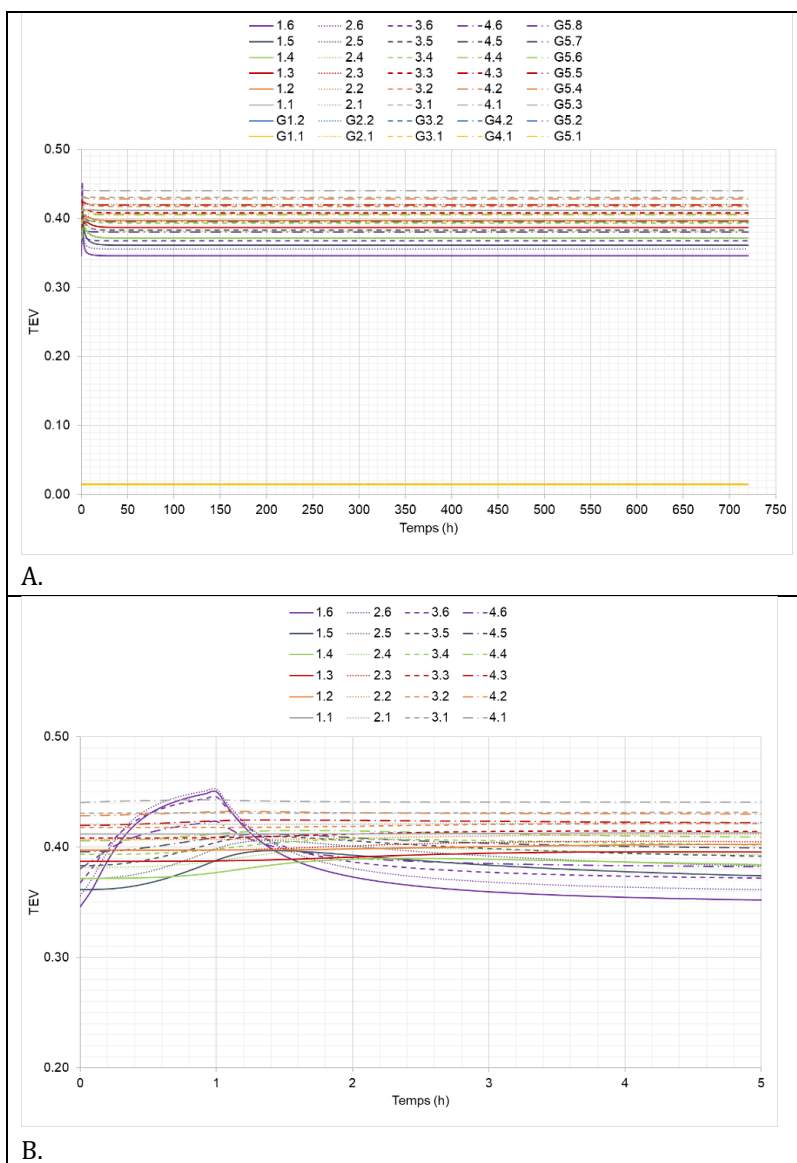 1.6 2.6 3.6 4.6 G5.8
1.5 2.5 3.5 4.5 G5.7
1.4 2.4 3.4 4.4 G5.6
1.3 2.3 3.3 4.3 G5.5
1.2 2.2 3.2 4.2 G5.4
1.1 2.1 3.1 4.1 G5.3
G1.2 G2.2 G3.2 G4.2 G5.2
G1.1 G2.1 G3.1 G4.1 G5.1
0.50
0.40
0.30
TEV
0.20
0.10
0.00
0 50 100 150 200 250 300 350 400 450 500 550 600 650 700 750
Temps (h)
A.
1.6 2.6 3.6 4.6
1.5 2.5 3.5 4.5
1.4 2.4 3.4 4.4
1.3 2.3 3.3 4.3
1.2 2.2 3.2 4.2
1.1 2.1 3.1 4.1
0.50
0.40
TEV
0.30
0.20
0 1 2 3 4 5
Temps (h)
B.